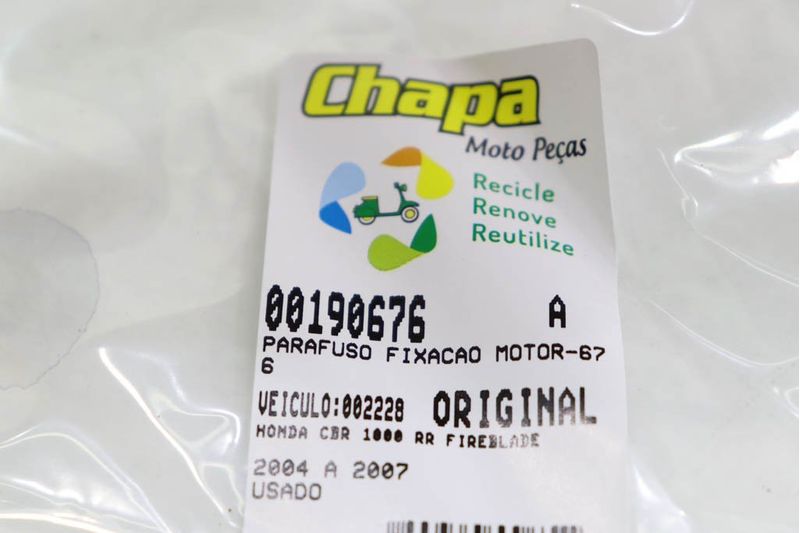 Chapa
Moto Peças
Recicle
Renove
Reutilize
00190676 A
PARAFUSO FIXACAO MOTOR-67
6
VEICULO:002228 ORIGINAL
HONDA CBR 1000 RR FIREBLADE
2004 A 2007
USADO